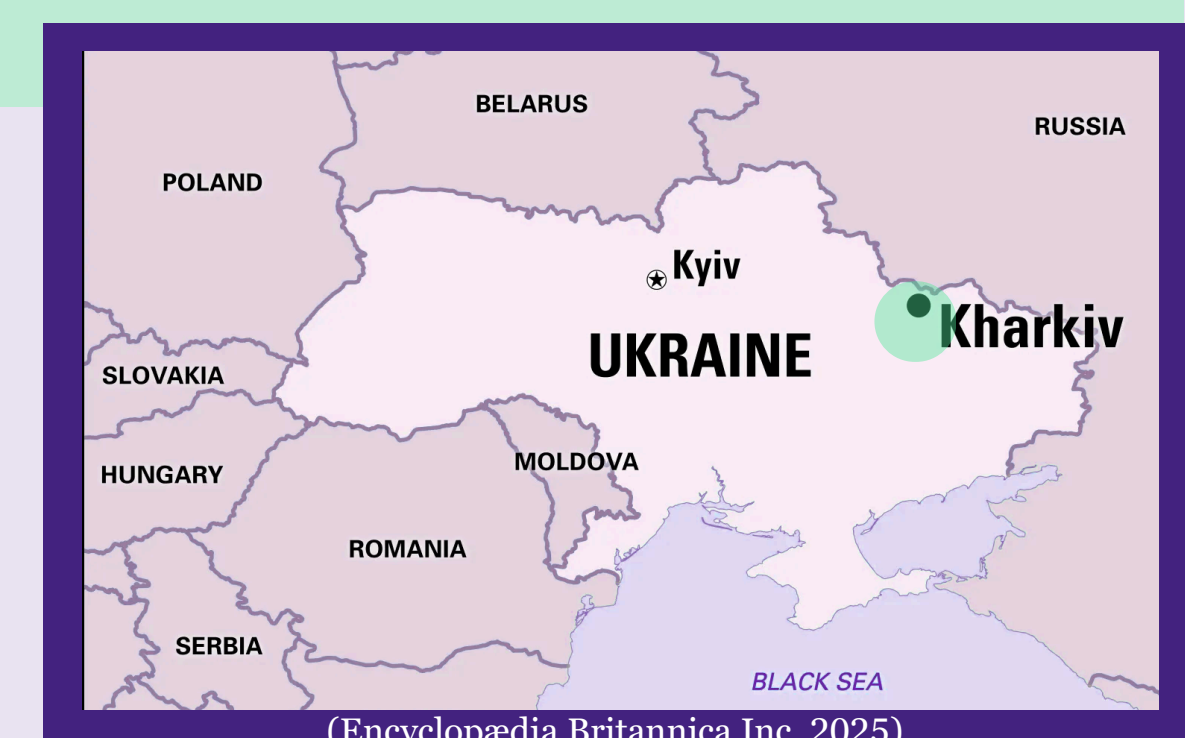 BELARUS
RUSSIA
POLAND
Kyiv
Kharkiv
UKRAINE
SLOVAKIA
MOLDOVA
HUNGARY
ROMANIA
SERBIA
BLACK SEA
(Encyclopædia Britannica Inc, 2025)